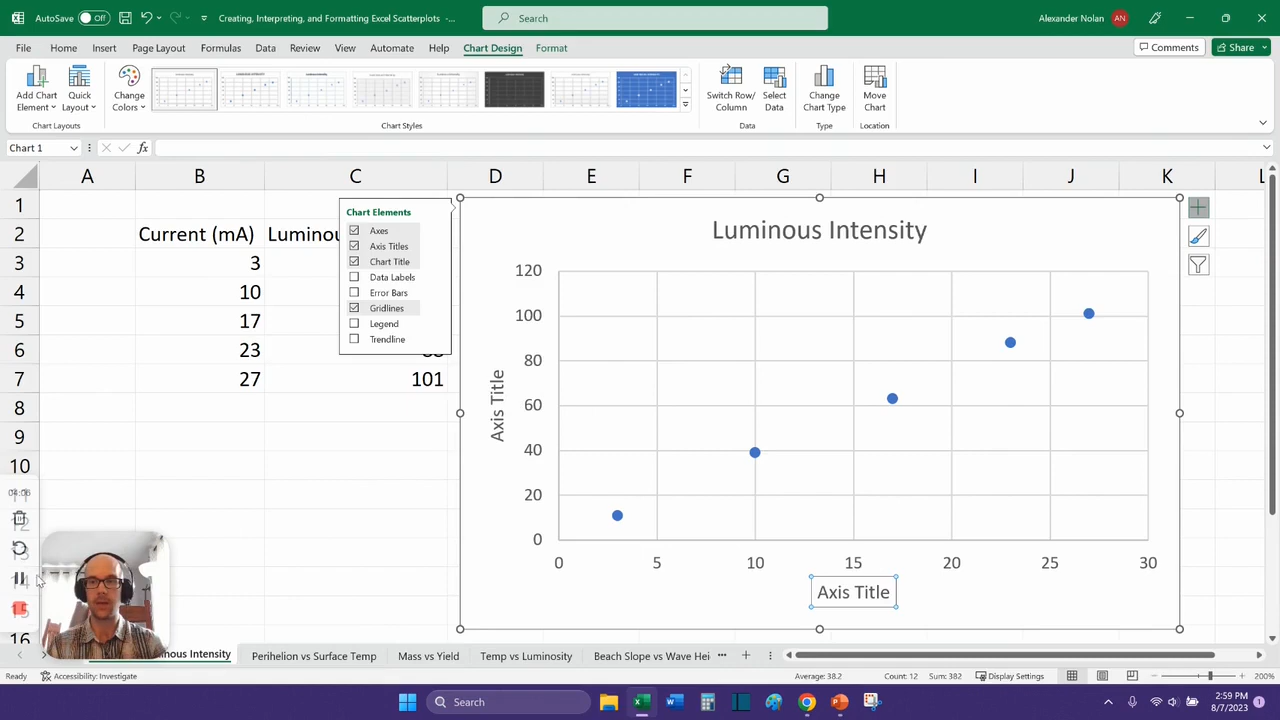 AutoSave Off
Creating, Interpreting, and Formatting Excel Scatterplots -...
Search
Alexander Nolan AN
File Home Insert Page Layout Formulas Data Review View Automate Help Chart Design Format
Comments Share
Add Chart Element
Quick Layout
Change Colors
Switch Row/Column
Select Data
Change Chart Type
Move Chart
Chart Layouts Chart Styles Data Type Location
Chart 1
fx
A B C D E F G H I J K L
1
2 Current (mA) Luminou
3 3
4 10
5 17
6 23
7 27 101
8
9
10
16
Chart Elements
Axes
Axis Titles
Chart Title
Data Labels
Error Bars
Gridlines
Legend
Trendline
Luminous Intensity
120
100
80
60
40
20
0
0 5 10 15 20 25 30
Axis Title
Axis Title
minous Intensity Perihelion vs Surface Temp Mass vs Yield Temp vs Luminosity Beach Slope vs Wave Hei ...
Ready Accessibility: Investigate Average: 38.2 Count: 12 Sum: 382 Display Settings 200%
Search
2:59 PM
8/7/2023